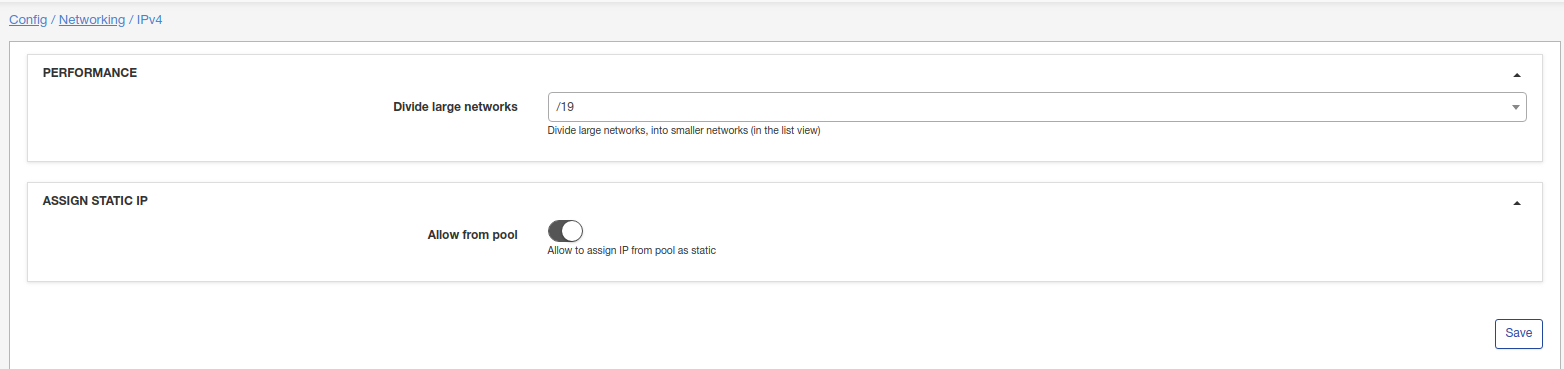 Config / Networking / IPv4
PERFORMANCE
Divide large networks
/19
Divide large networks, into smaller networks (in the list view)
ASSIGN STATIC IP
Allow from pool
Allow to assign IP from pool as static
Save